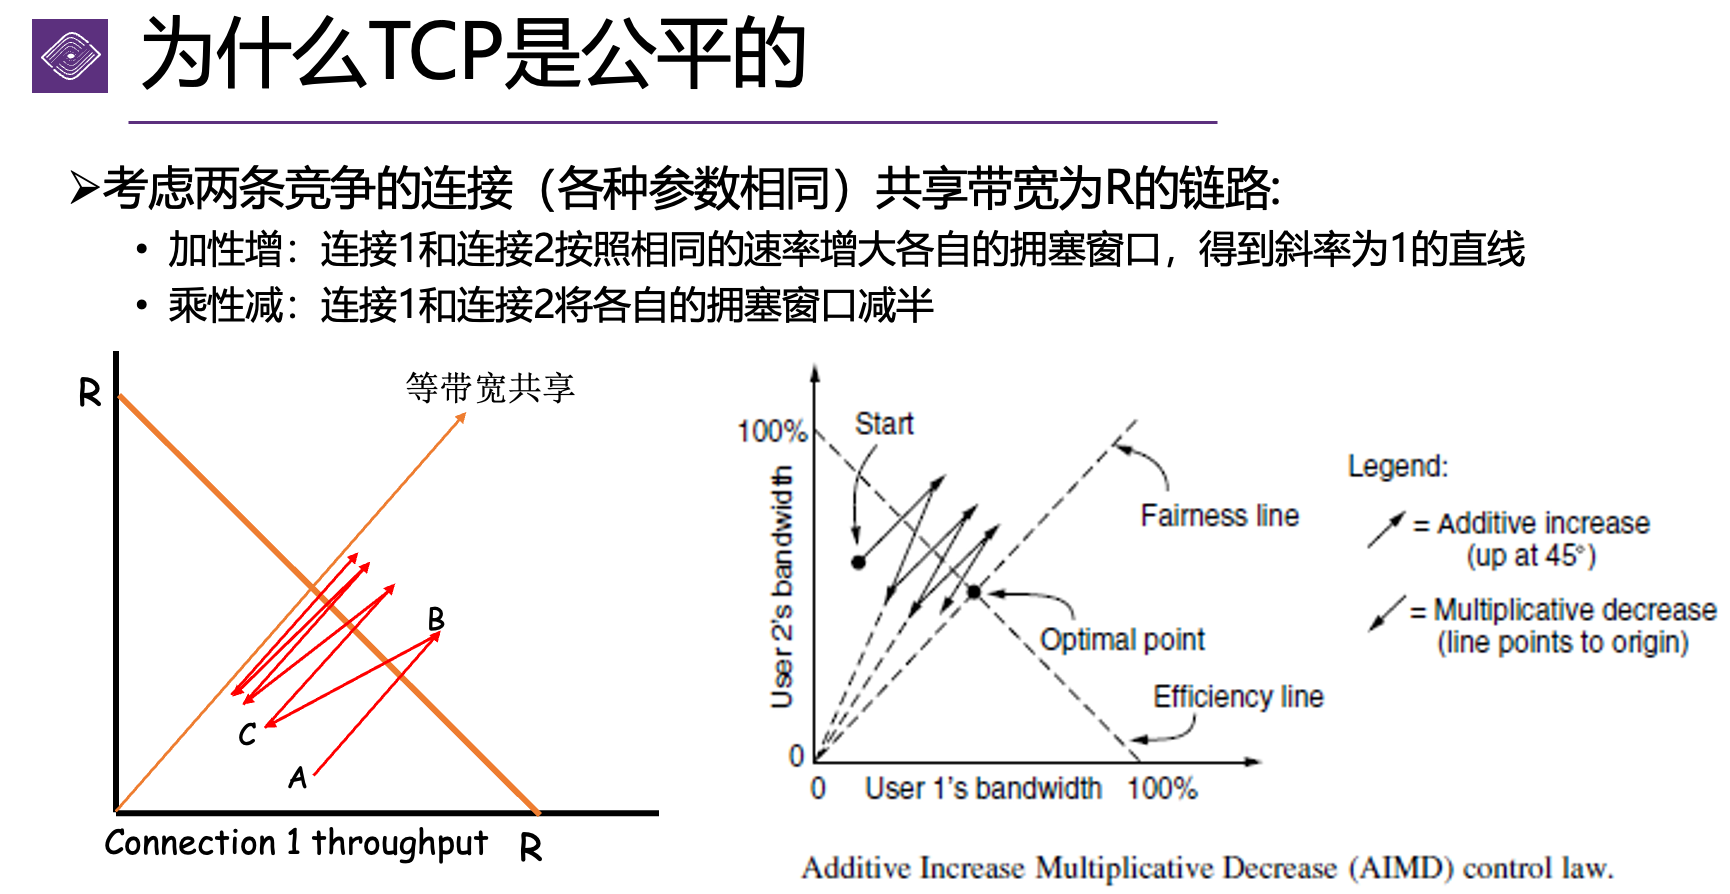 为什么TCP是公平的
➢考虑两条竞争的连接（各种参数相同）共享带宽为R的链路:
• 加性增：连接1和连接2按照相同的速率增大各自的拥塞窗口，得到斜率为1的直线
• 乘性减：连接1和连接2将各自的拥塞窗口减半
R
等带宽共享
B
C
A
Connection 1 throughput
R
100%
Start
User 2's bandwidth
Fairness line
Optimal point
Efficiency line
0
0
User 1's bandwidth
100%
Legend:
= Additive increase
(up at 45°)
= Multiplicative decrease
(line points to origin)
Additive Increase Multiplicative Decrease (AIMD) control law.